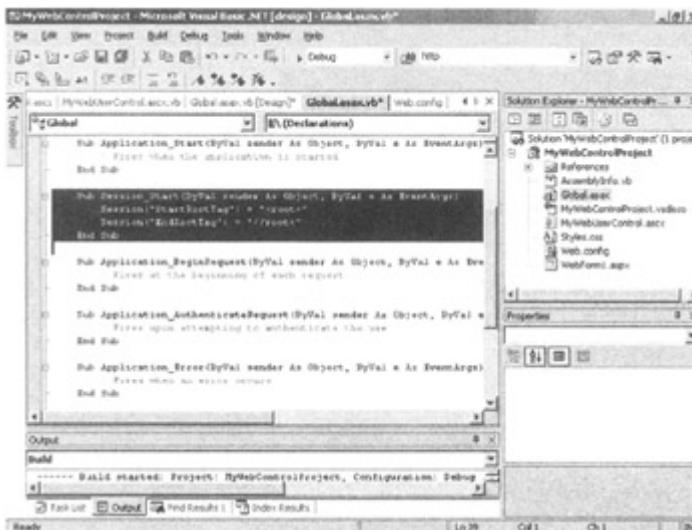 MyWebControlProject - Microsoft Visual Basic .NET [design] - Global.asax.vb*
File Edit View Project Build Debug Tools Window Help
Debug
http
Toolbox
.ascx MyWebUserControl.ascx.vb Global.asax.vb [Design]* Global.asax.vb* Web.config
Global
(Declarations)
Sub Application_Start(ByVal sender As Object, ByVal e As EventArgs)
' Fires when the application is started
End Sub
Sub Session_Start(ByVal sender As Object, ByVal e As EventArgs)
Session("StartRootTag") = "<root>"
Session("EndRootTag") = "
End Sub
Sub Application_BeginRequest(ByVal sender As Object, ByVal e As Eve
' Fires at the beginning of each request
End Sub
Sub Application_AuthenticateRequest(ByVal sender As Object, ByVal e
' Fires upon attempting to authenticate the use
End Sub
Sub Application_Error(ByVal sender As Object, ByVal e As EventArgs)
' Fires when an error occurs
End Sub
Output
Build
------ Build started: Project: MyWebControlProject, Configuration: Debug
Task List Output Find Results 1 Index Results
Ready Ln 39 Col 1 Ch 1
Solution Explorer - MyWebControlPr...
Solution 'MyWebControlProject' (1 projec
MyWebControlProject
References
AssemblyInfo.vb
Global.asax
MyWebControlProject.vsdisco
MyWebUserControl.ascx
Styles.css
Web.config
WebForm1.aspx
Properties